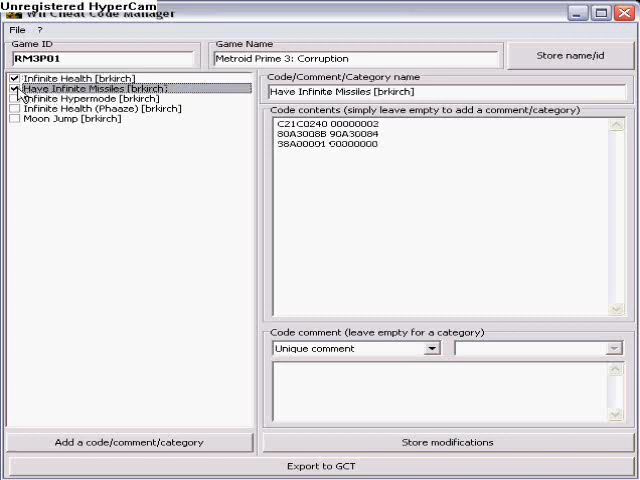 Unregistered HyperCam
Wii Cheat Code Manager
File ?
Game ID
Game Name
RM3P01
Metroid Prime 3: Corruption
Store name/id
Infinite Health [brkirch]
Have Infinite Missiles [brkirch]
Infinite Hypermode [brkirch]
Infinite Health (Phaaze) [brkirch]
Moon Jump [brkirch]
Code/Comment/Category name
Have Infinite Missiles [brkirch]
Code contents (simply leave empty to add a comment/category)
C21C0240 00000002
80A3008B 90A30084
38A00001 60000000
Code comment (leave empty for a category)
Unique comment
Add a code/comment/category
Store modifications
Export to GCT